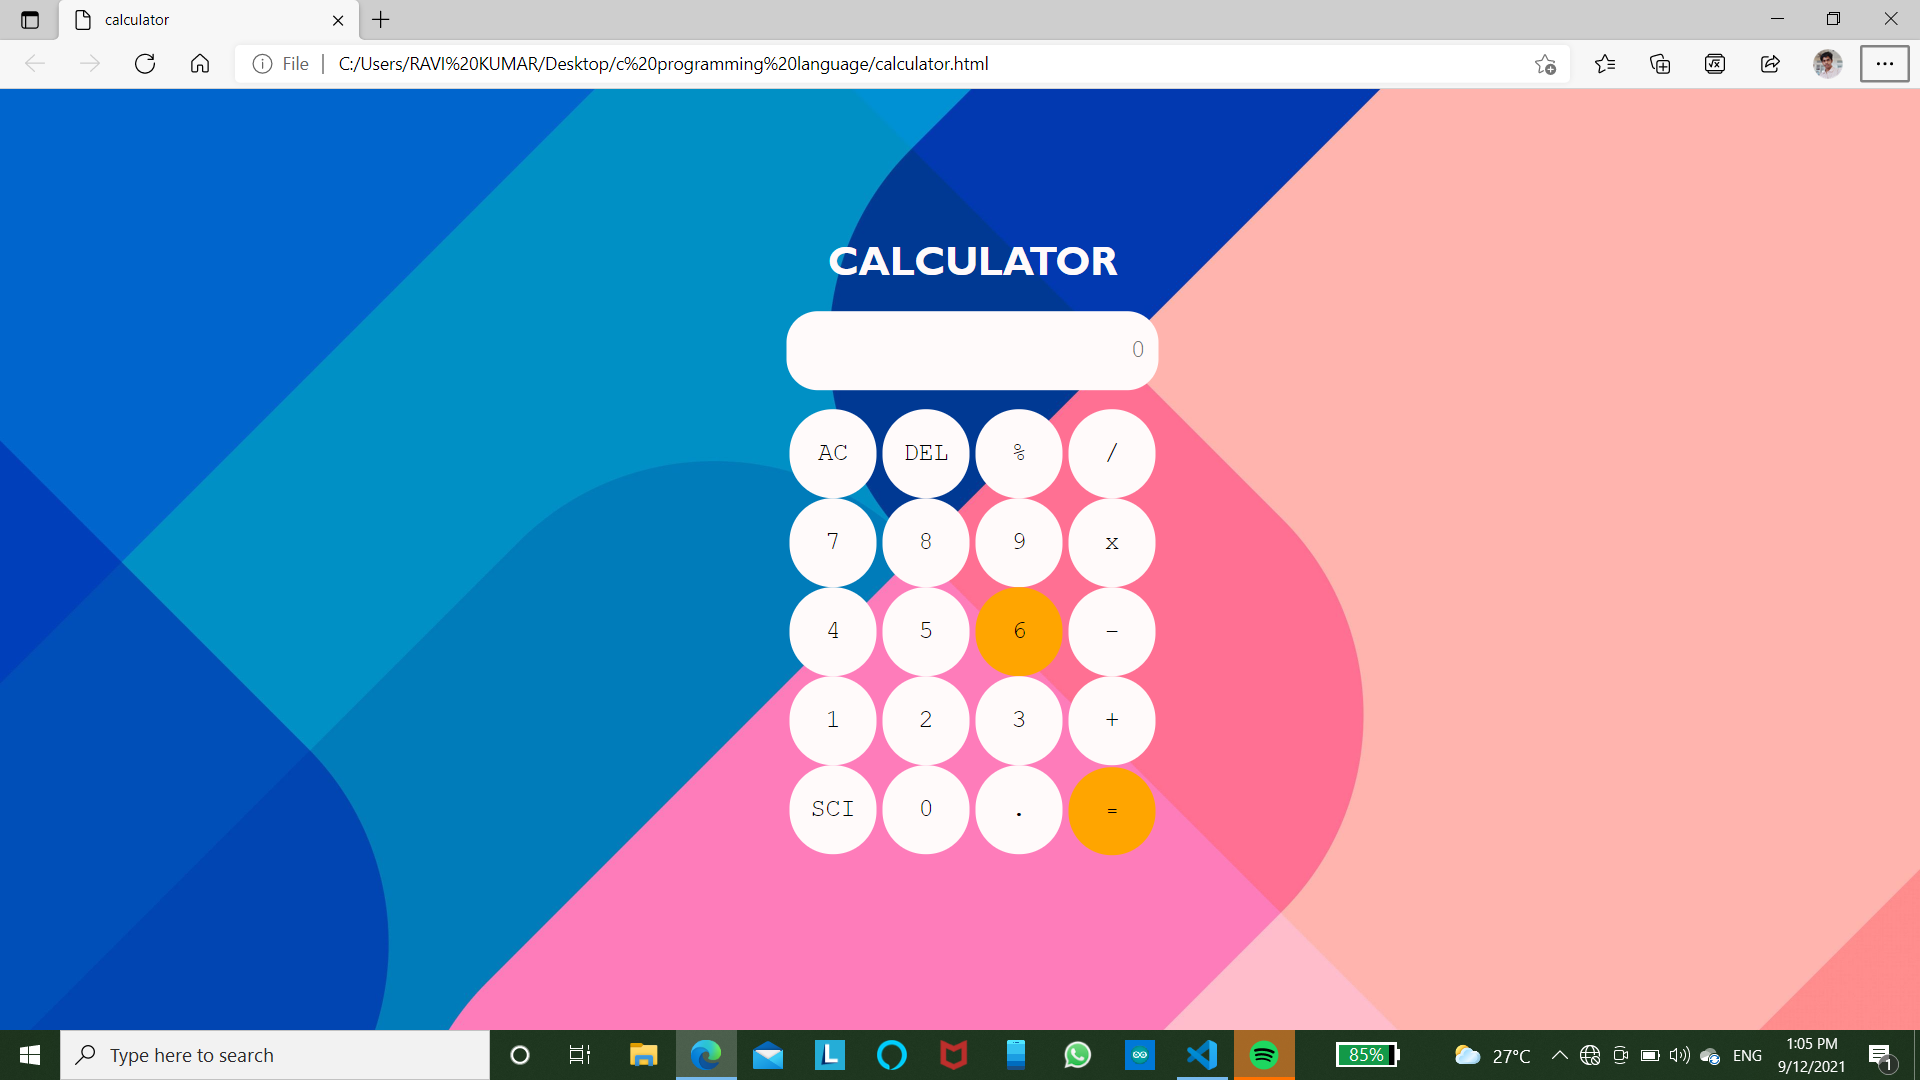 calculator
File
C:/Users/RAVI%20KUMAR/Desktop/c%20programming%20language/calculator.html
CALCULATOR
0
AC DEL % /
7 8 9 x
4 5 6 -
1 2 3 +
SCI 0 . =
Type here to search
L
85%
27°C
ENG
1:05 PM
9/12/2021
1